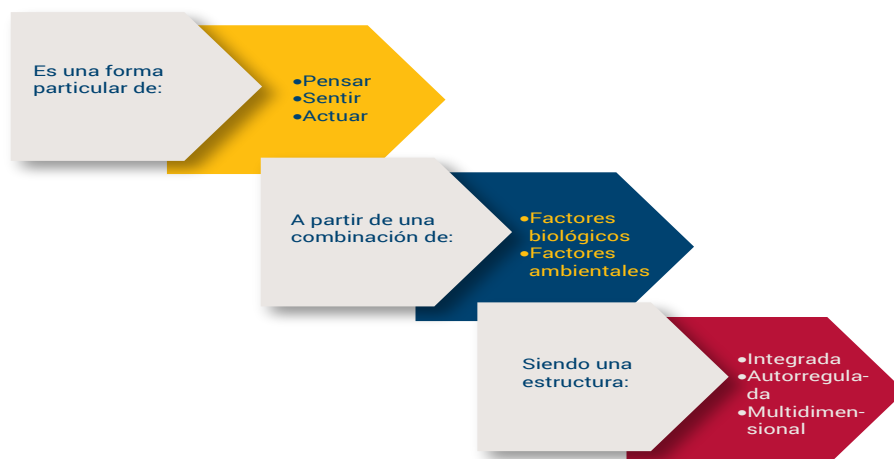 Es una forma
particular de:
•Pensar
•Sentir
•Actuar
A partir de una
combinación de:
•Factores
biológicos
•Factores
ambientales
Siendo una
estructura:
•Integrada
•Autorregula-
da
•Multidimen-
sional